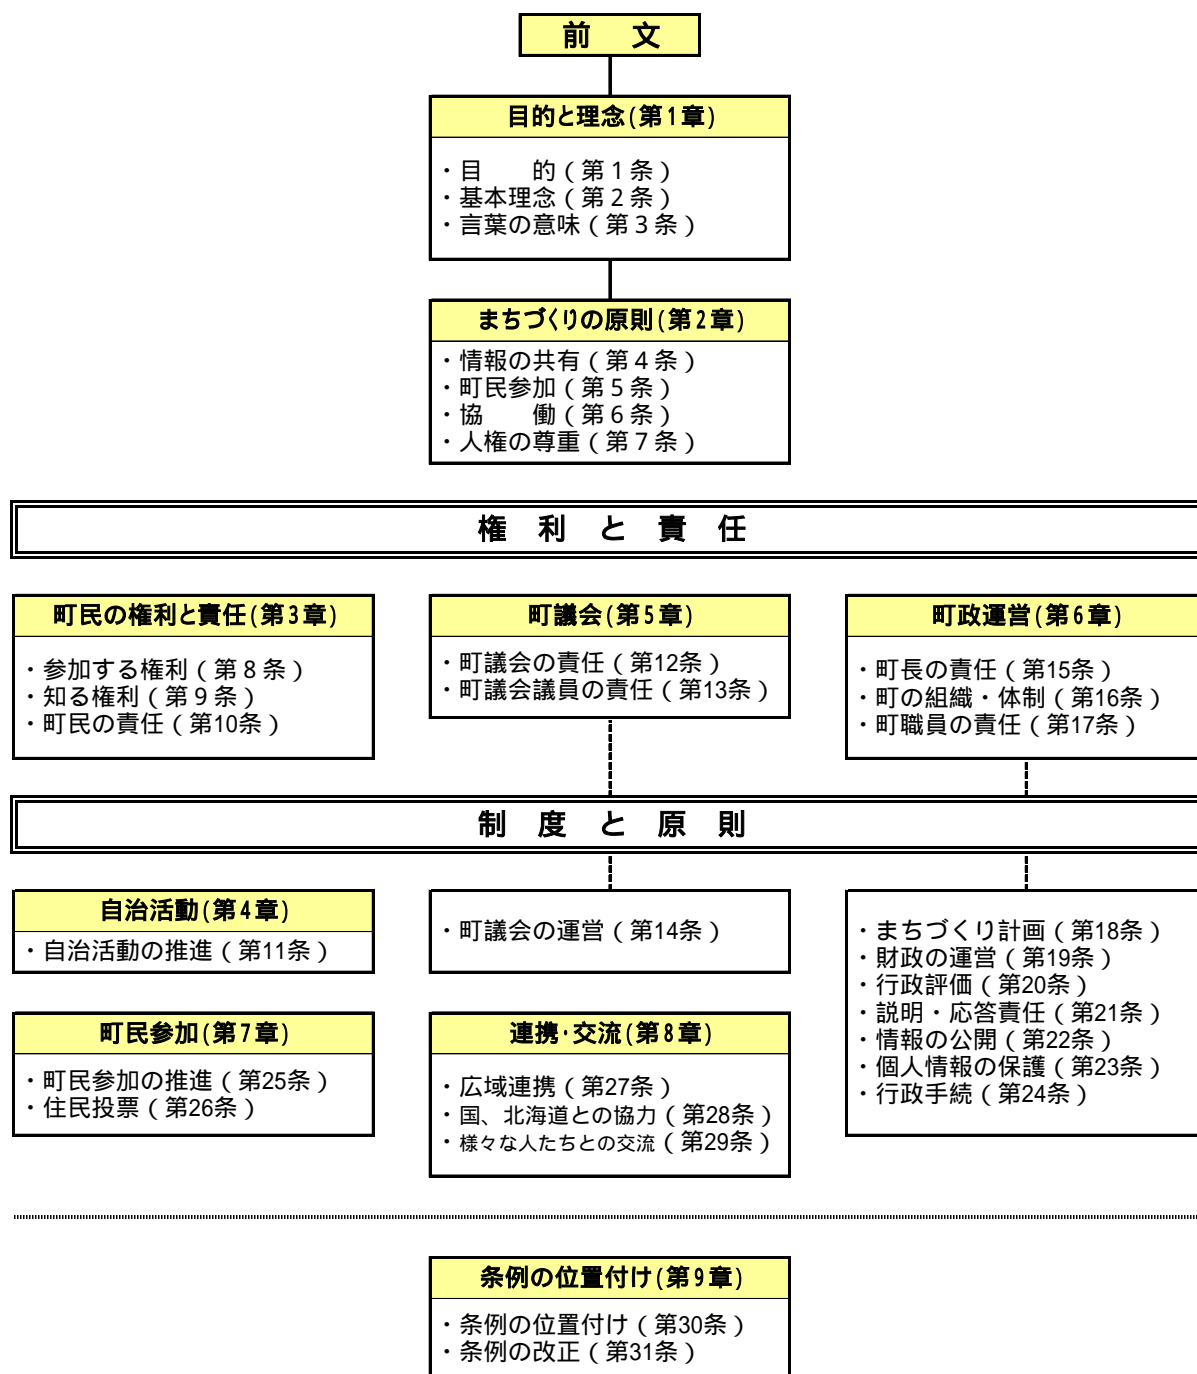 前　文
目的と理念(第1章)
・目　　的（第１条）
・基本理念（第２条）
・言葉の意味（第３条）
まちづくりの原則(第2章)
・情報の共有（第４条）
・町民参加（第５条）
・協　　働（第６条）
・人権の尊重（第７条）
権　利　と　責　任
町民の権利と責任(第3章)
・参加する権利（第８条）
・知る権利（第９条）
・町民の責任（第10条）
町議会(第5章)
・町議会の責任（第12条）
・町議会議員の責任（第13条）
町政運営(第6章)
・町長の責任（第15条）
・町の組織・体制（第16条）
・町職員の責任（第17条）
制　度　と　原　則
自治活動(第4章)
・自治活動の推進（第11条）
・町議会の運営（第14条）
・まちづくり計画（第18条）
・財政の運営（第19条）
・行政評価（第20条）
・説明・応答責任（第21条）
・情報の公開（第22条）
・個人情報の保護（第23条）
・行政手続（第24条）
町民参加(第7章)
・町民参加の推進（第25条）
・住民投票（第26条）
連携・交流(第8章)
・広域連携（第27条）
・国、北海道との協力（第28条）
・様々な人たちとの交流（第29条）
条例の位置付け(第9章)
・条例の位置付け（第30条）
・条例の改正（第31条）